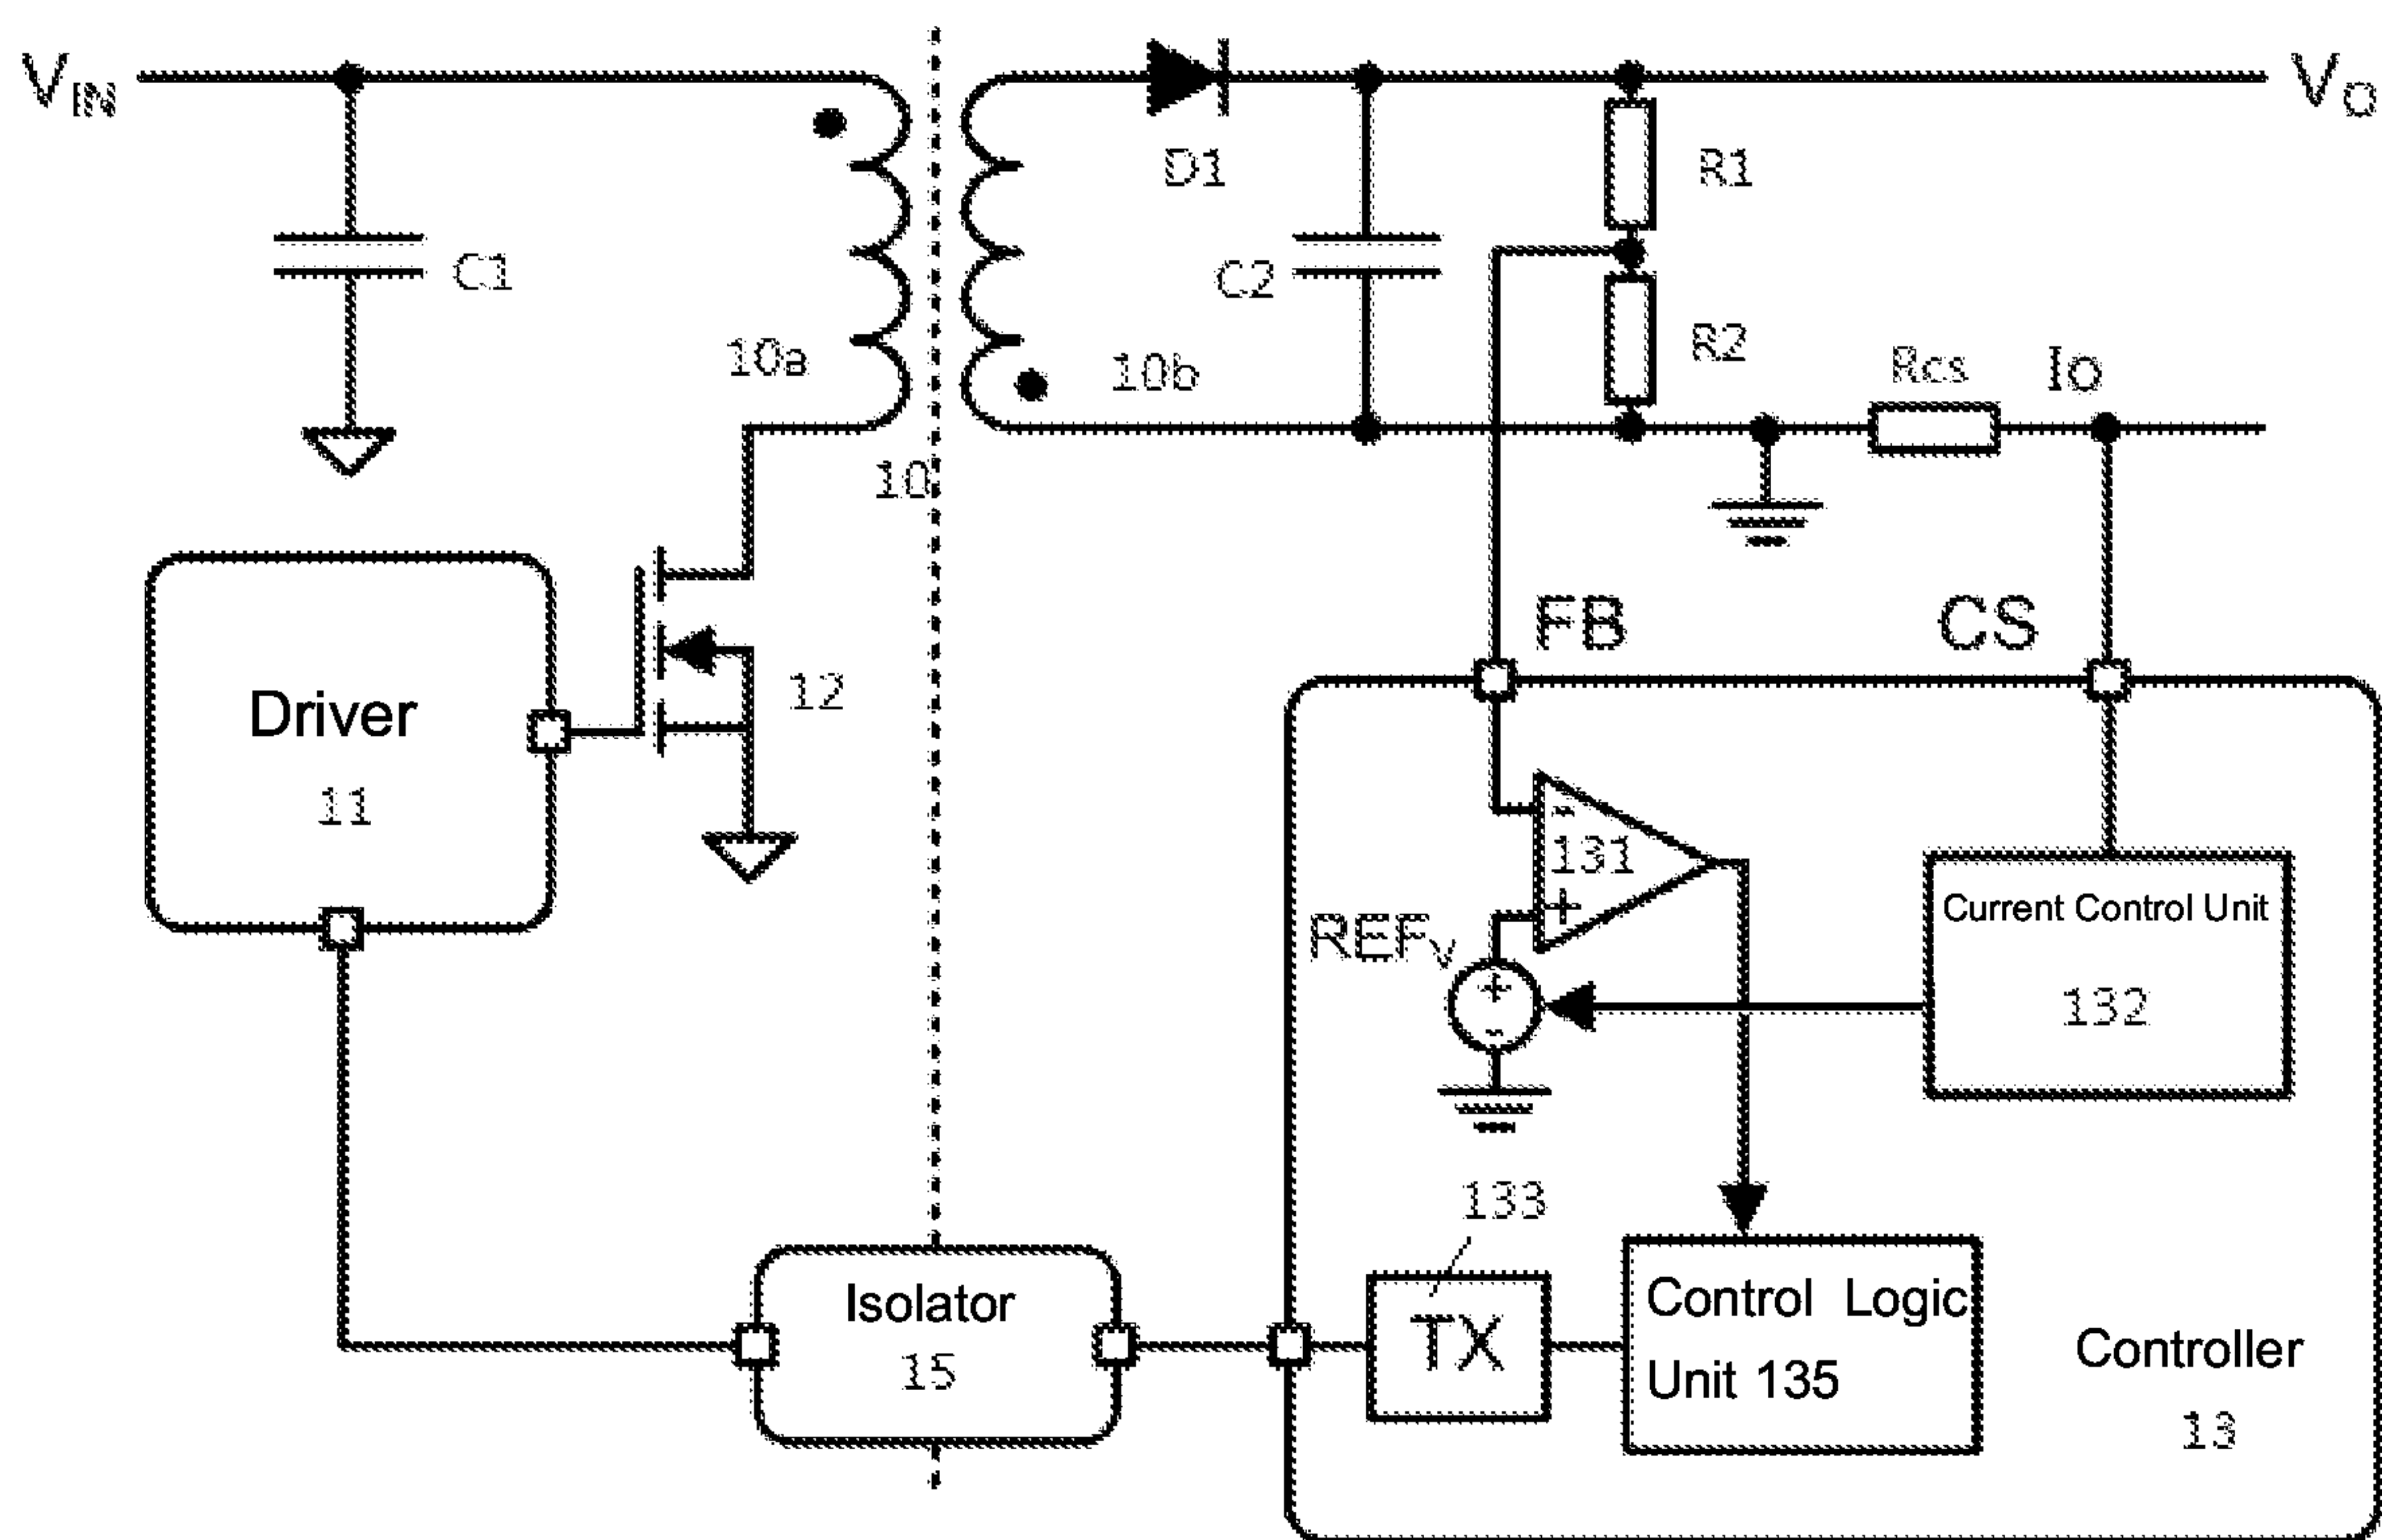 VIN
VO
D1
R1
C1
C2
10a
10b
R2
Rcs
Io
10
FB
CS
Driver
11
12
-
131
+
REFV
Current Control Unit
132
+
-
133
Isolator
15
TX
Control Logic
Unit 135
Controller
13